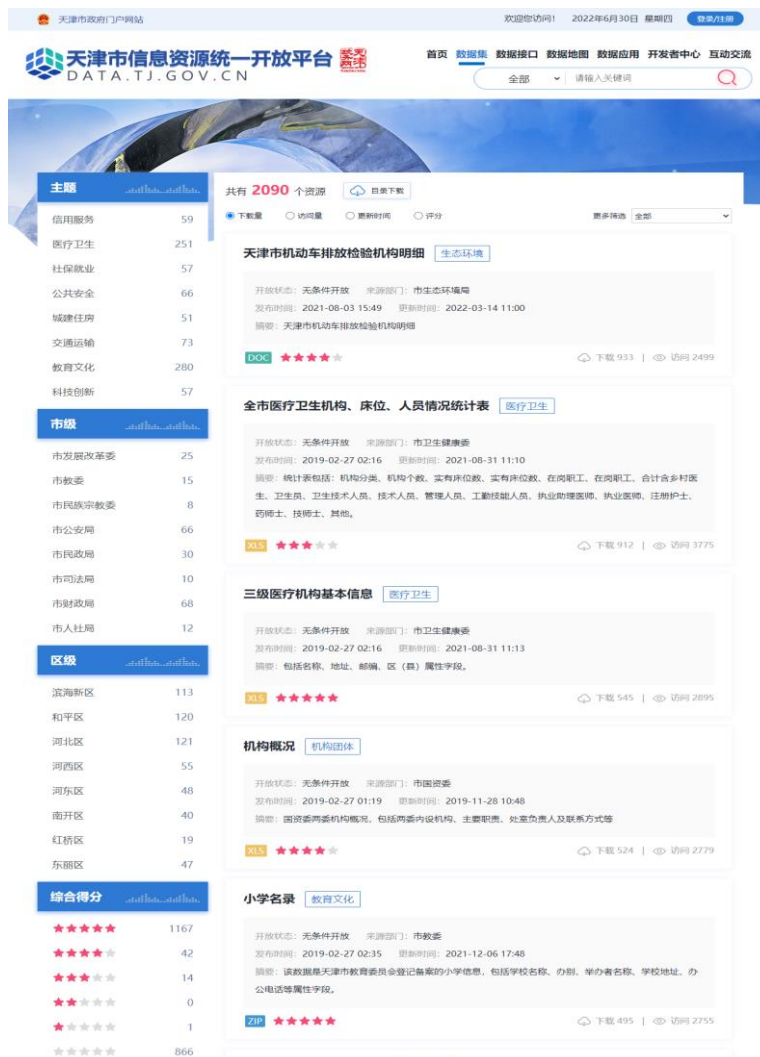 天津市政府门户网站
欢迎您访问! 2022年6月30日 星期四 登录/注册
天津市信息资源统一开放平台
DATA.TJ.GOV.CN
首页 数据集 数据接口 数据地图 数据应用 开发者中心 互动交流
全部 请输入关键词
主题
信用服务 59
医疗卫生 251
社保就业 57
公共安全 66
城建住房 51
交通运输 73
教育文化 280
科技创新 57
市级
市发展改革委 25
市教委 15
市民族宗教委 8
市公安局 66
市民政局 30
市司法局 10
市财政局 68
市人社局 12
区级
滨海新区 113
和平区 120
河北区 121
河西区 55
河东区 48
南开区 40
红桥区 19
东丽区 47
综合得分
1167
42
14
0
1
866
共有 2090 个资源 目录下载
下载量 访问量 更新时间 评分 更多筛选 全部
天津市机动车排放检验机构明细 生态环境
开放状态: 无条件开放 来源部门: 市生态环境局
发布时间: 2021-08-03 15:49 更新时间: 2022-03-14 11:00
摘要: 天津市机动车排放检验机构明细
DOC 下载 933 | 访问 2499
全市医疗卫生机构、床位、人员情况统计表 医疗卫生
开放状态: 无条件开放 来源部门: 市卫生健康委
发布时间: 2019-02-27 02:16 更新时间: 2021-08-31 11:10
摘要: 统计表包括: 机构分类、机构个数、实有床位数、实有床位数、在岗职工、在岗职工、合计含乡村医
生、卫生员、卫生技术人员、技术人员、管理人员、工勤技能人员、执业助理医师、执业医师、注册护士、
药师士、技师士、其他。
XLS 下载 912 | 访问 3775
三级医疗机构基本信息 医疗卫生
开放状态: 无条件开放 来源部门: 市卫生健康委
发布时间: 2019-02-27 02:16 更新时间: 2021-08-31 11:13
摘要: 包括名称、地址、邮编、区（县）属性字段。
XLS 下载 545 | 访问 2895
机构概况 机构团体
开放状态: 无条件开放 来源部门: 市国资委
发布时间: 2019-02-27 01:19 更新时间: 2019-11-28 10:48
摘要: 国资委两委机构概况、包括两委内设机构、主要职责、处室负责人及联系方式等
XLS 下载 524 | 访问 2779
小学名录 教育文化
开放状态: 无条件开放 来源部门: 市教委
发布时间: 2019-02-27 02:35 更新时间: 2021-12-06 17:48
摘要: 该数据是天津市教育委员会登记备案的小学信息，包括学校名称、办别、举办者名称、学校地址、办
公电话等属性字段。
ZIP 下载 495 | 访问 2755